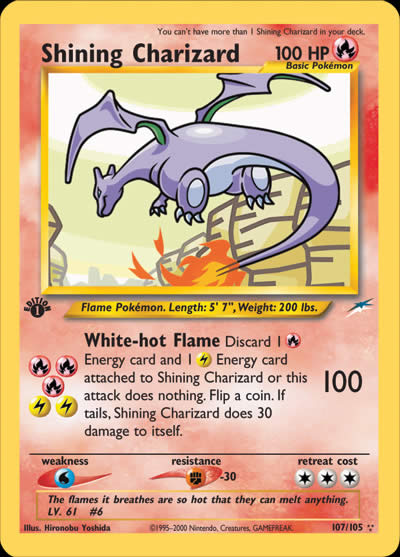 You can't have more than 1 Shining Charizard in your deck.
Shining Charizard 100 HP
Basic Pokémon
Flame Pokémon. Length: 5' 7", Weight: 200 lbs.
EDITION
1
White-hot Flame Discard 1
Energy card and 1 Energy card
attached to Shining Charizard or this
attack does nothing. Flip a coin. If
tails, Shining Charizard does 30
damage to itself.
100
weakness resistance retreat cost
-30
The flames it breathes are so hot that they can melt anything.
LV. 61 #6
Illus. Hironobu Yoshida ©1995-2000 Nintendo, Creatures, GAMEFREAK. 107/105